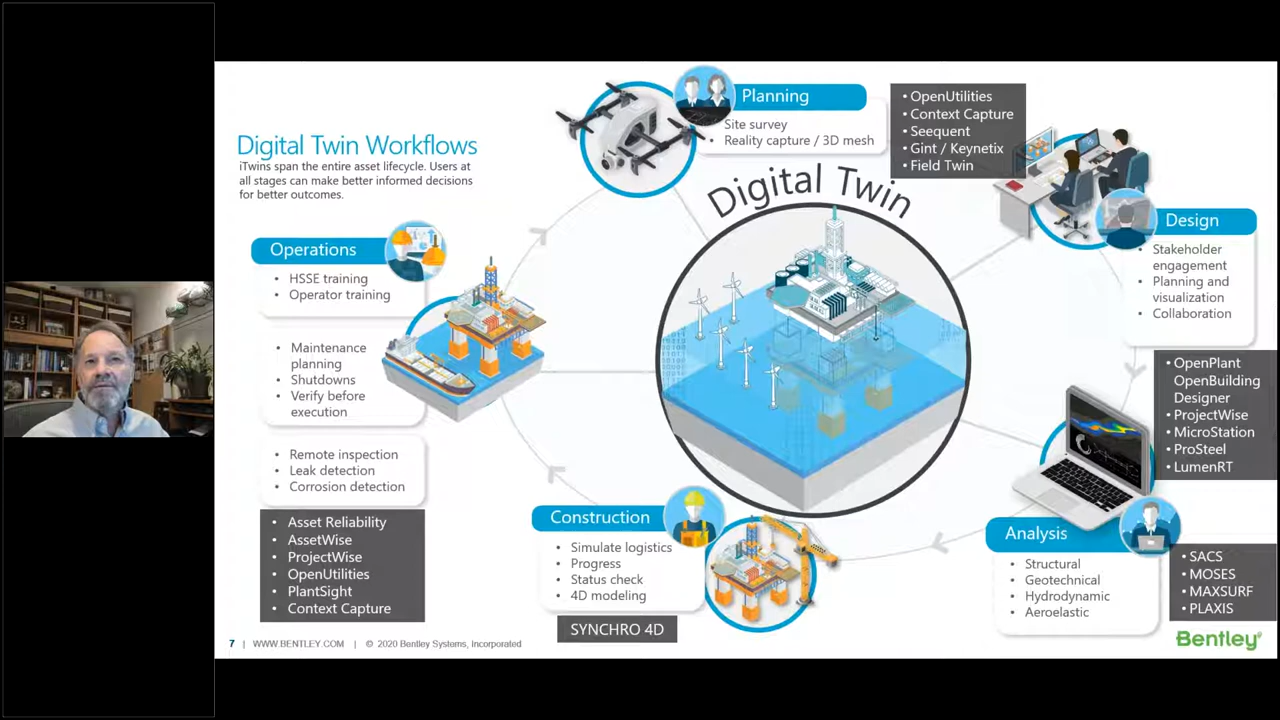 Digital Twin Workflows
iTwins span the entire asset lifecycle. Users at
all stages can make better informed decisions
for better outcomes.
Planning
Site survey
• Reality capture / 3D mesh
• OpenUtilities
• Context Capture
• Seequent
• Gint / Keynetix
• Field Twin
Digital Twin
Design
• Stakeholder
engagement
• Planning and
visualization
• Collaboration
• OpenPlant
OpenBuilding
Designer
• ProjectWise
• MicroStation
• ProSteel
• LumenRT
Analysis
• Structural
• Geotechnical
• Hydrodynamic
• Aeroelastic
• SACS
• MOSES
• MAXSURF
• PLAXIS
Construction
• Simulate logistics
• Progress
• Status check
• 4D modeling
SYNCHRO 4D
Operations
• HSSE training
• Operator training
• Maintenance
planning
• Shutdowns
• Verify before
execution
• Remote inspection
• Leak detection
• Corrosion detection
• Asset Reliability
• AssetWise
• ProjectWise
• OpenUtilities
• PlantSight
• Context Capture
7 | WWW.BENTLEY.COM | © 2020 Bentley Systems, Incorporated
Bentley®